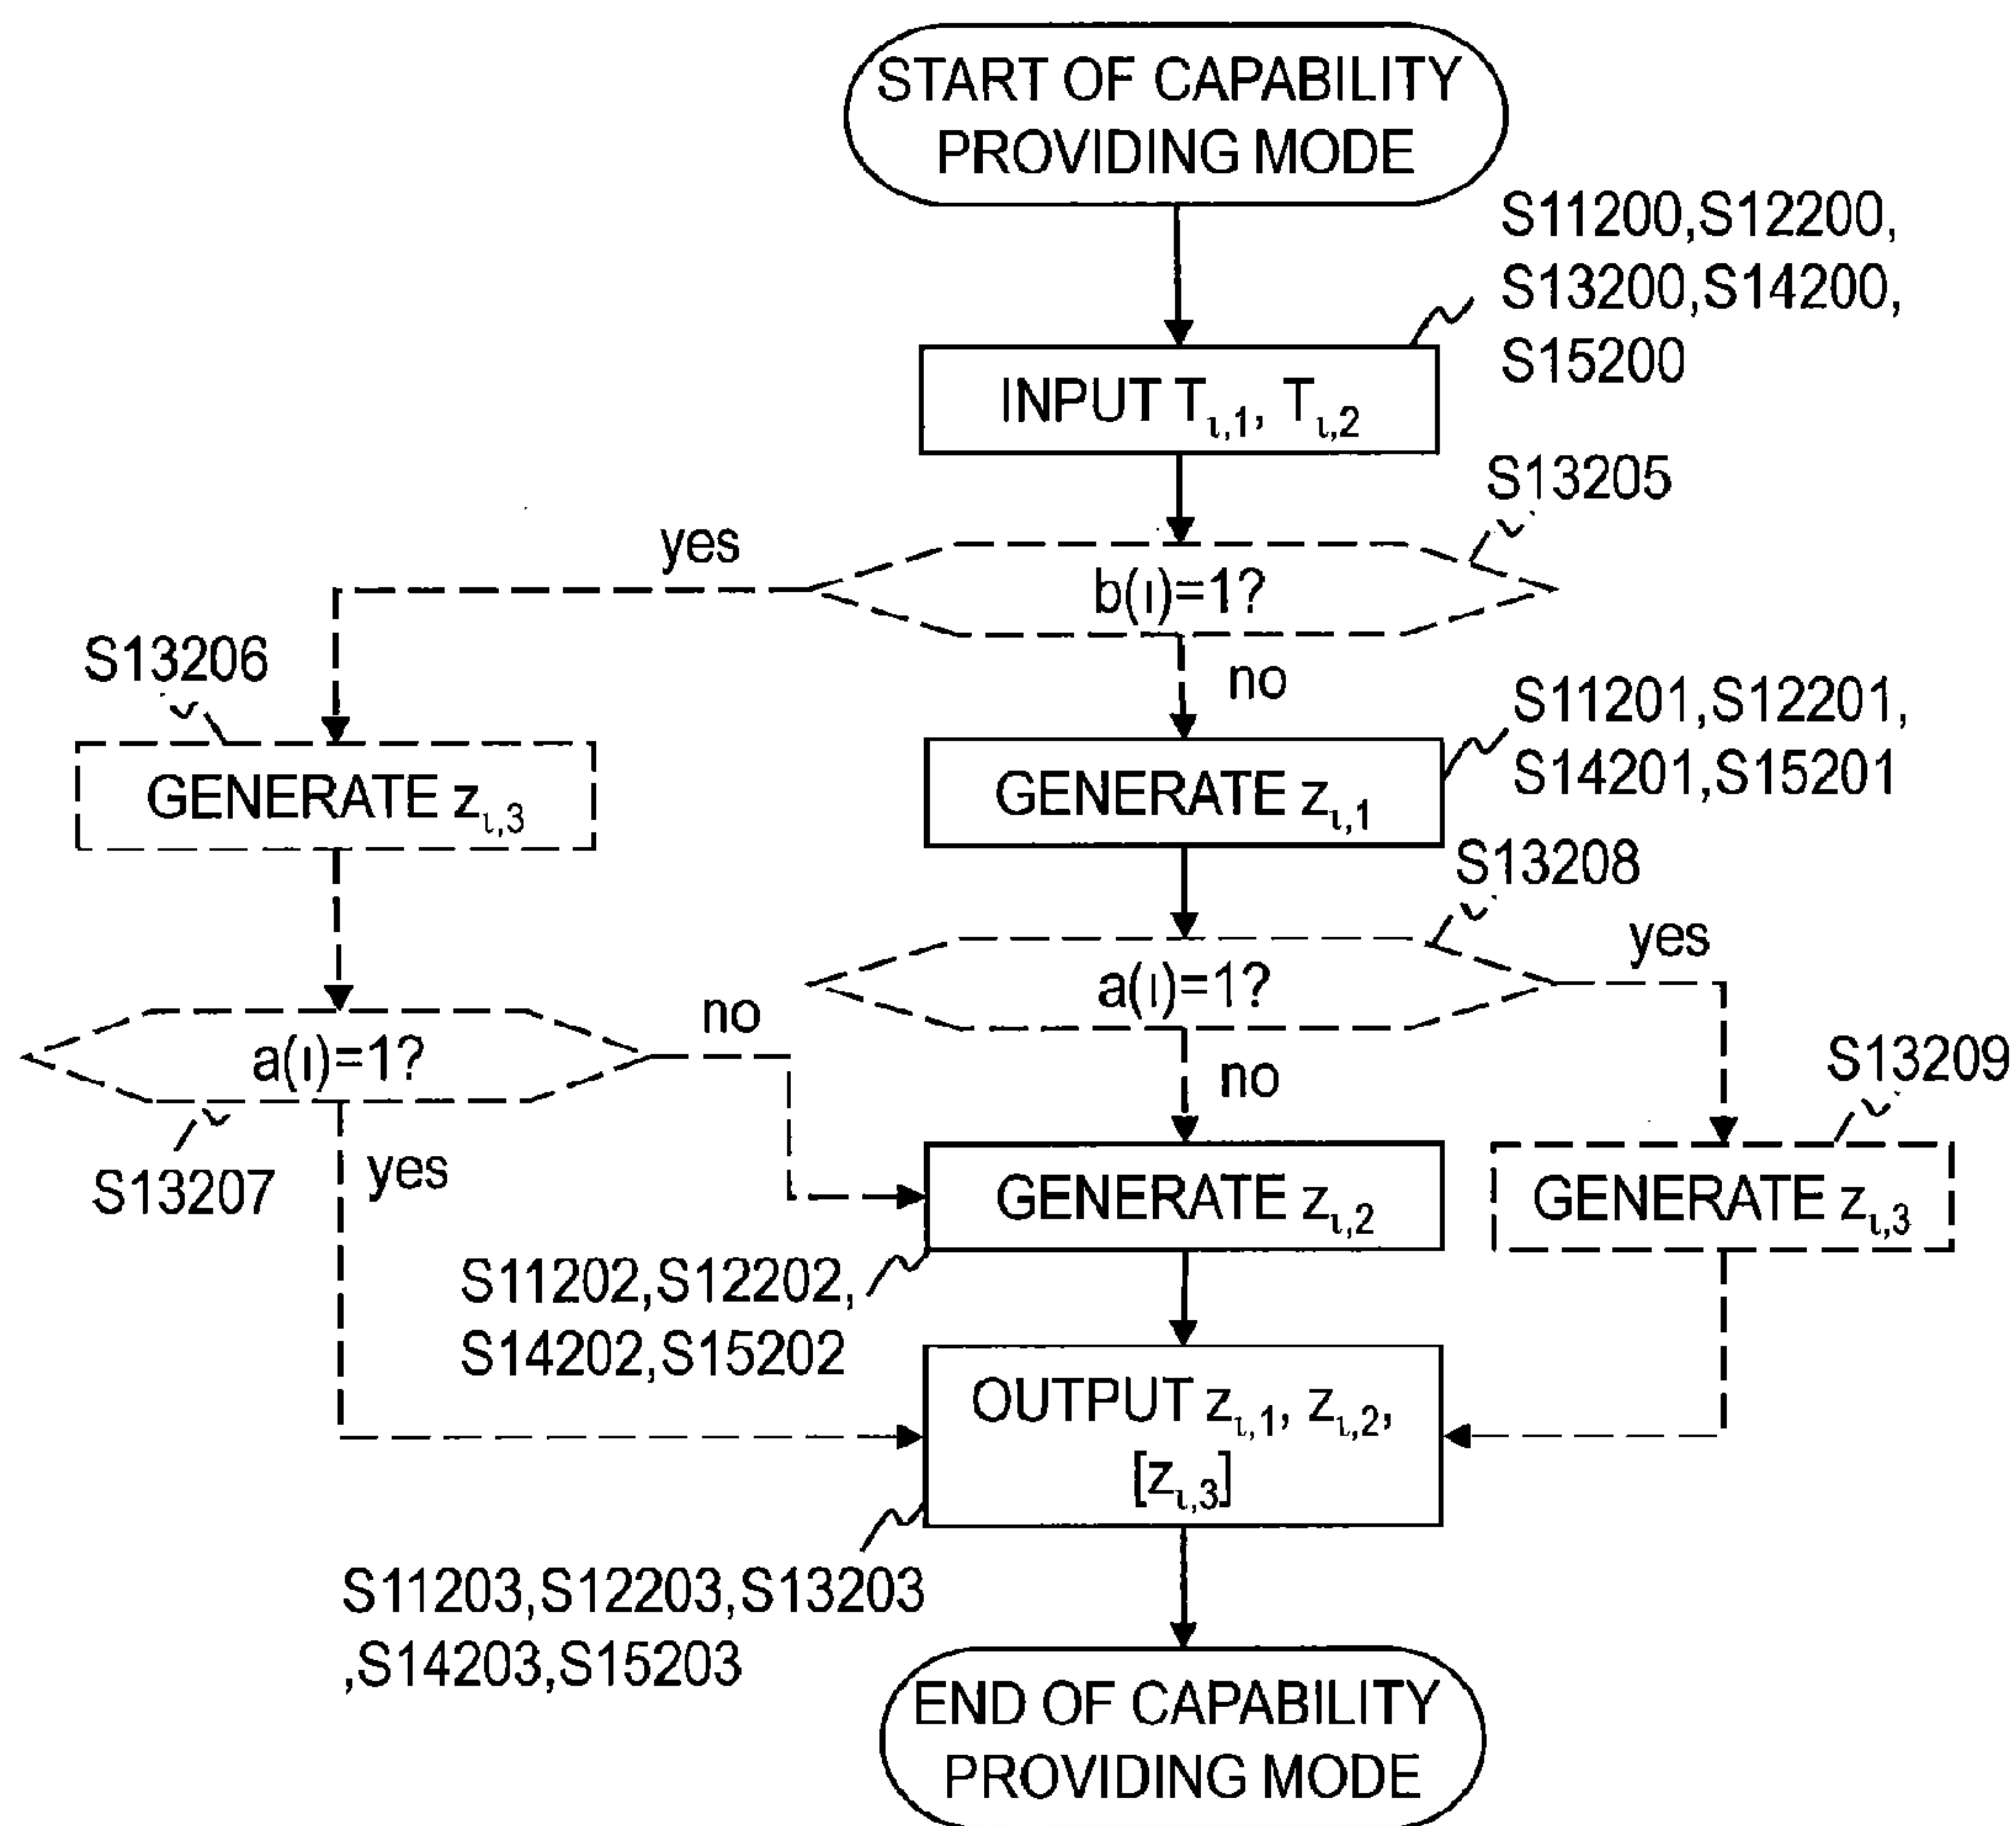 START OF CAPABILITY
PROVIDING MODE
S11200,S12200,
S13200,S14200,
S15200
INPUT Tι,1, Tι,2
S13205
yes
b(ι)=1?
no
S13206
S11201,S12201,
S14201,S15201
GENERATE zι,3
GENERATE zι,1
S13208
yes
a(ι)=1?
no
no
a(ι)=1?
S13209
S13207
yes
GENERATE zι,2
GENERATE zι,3
S11202,S12202,
S14202,S15202
OUTPUT zι,1, zι,2,
[zι,3]
S11203,S12203,S13203
,S14203,S15203
END OF CAPABILITY
PROVIDING MODE